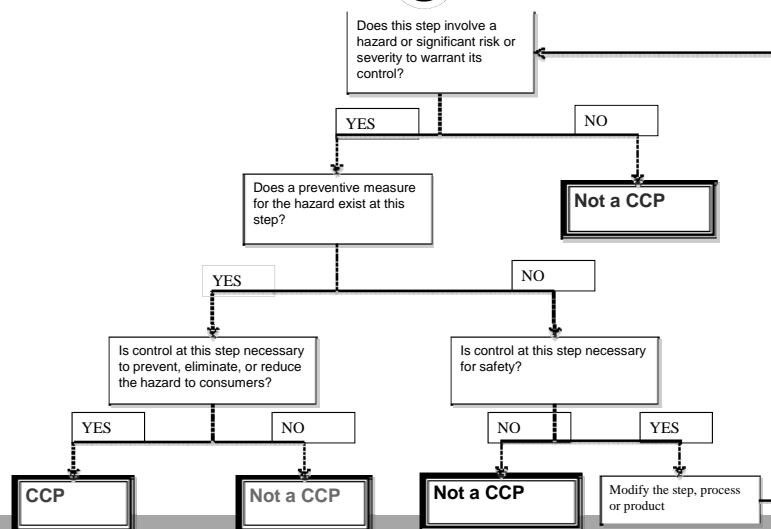 Does this step involve a
hazard or significant risk or
severity to warrant its
control?
YES
NO
Does a preventive measure
for the hazard exist at this
step?
Not a CCP
YES
NO
Is control at this step necessary
to prevent, eliminate, or reduce
the hazard to consumers?
Is control at this step necessary
for safety?
YES
NO
NO
YES
CCP
Not a CCP
Not a CCP
Modify the step, process
or product